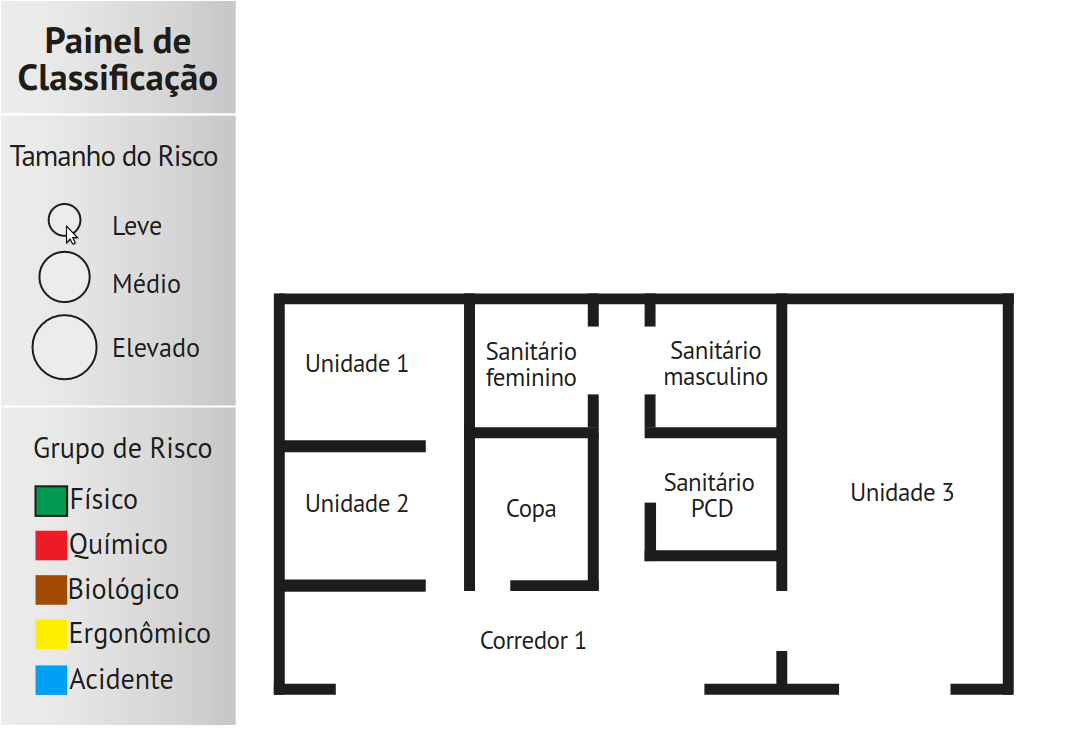 Painel de
Classificação
Tamanho do Risco
Leve
Médio
Elevado
Grupo de Risco
Físico
Químico
Biológico
Ergonômico
Acidente
Unidade 1
Sanitário
feminino
Sanitário
masculino
Unidade 2
Copa
Sanitário
PCD
Unidade 3
Corredor 1